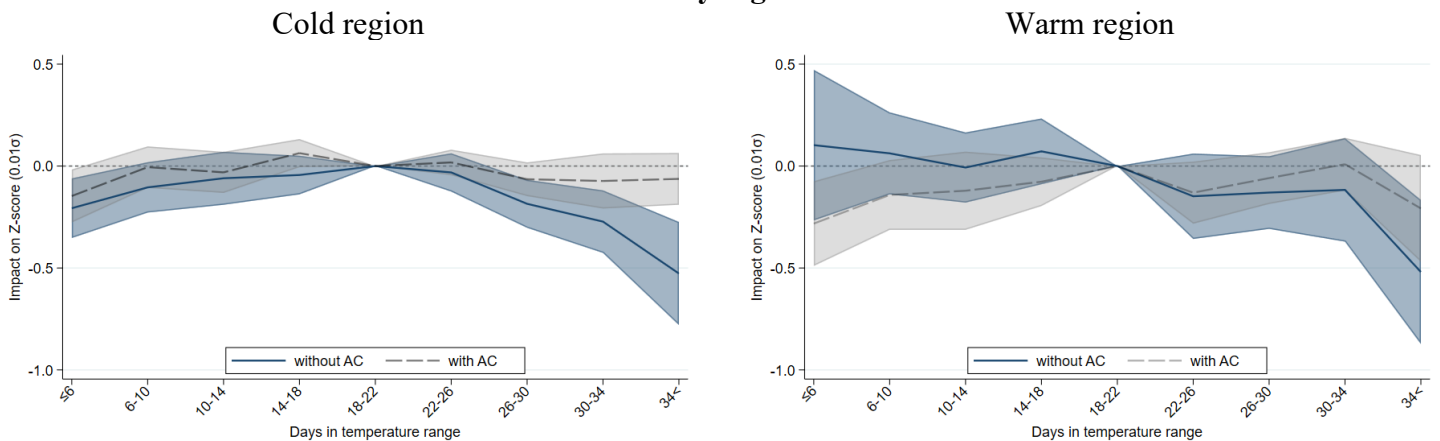 Cold region
0.5
0.0
-0.5
-1.0
Impact on Z-score (0.01σ)
without AC
with AC
≤6
6-10
10-14
14-18
18-22
22-26
26-30
30-34
34<
Days in temperature range
Warm region
0.5
0.0
-0.5
-1.0
Impact on Z-score (0.01σ)
without AC
with AC
≤6
6-10
10-14
14-18
18-22
22-26
26-30
30-34
34<
Days in temperature range